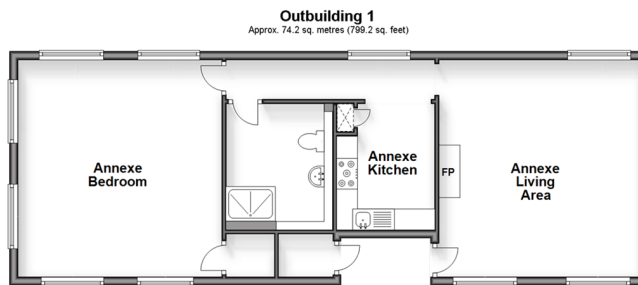 Outbuilding 1
Approx. 74.2 sq. metres (799.2 sq. feet)
Annexe
Bedroom
Annexe
Kitchen
FP
Annexe
Living
Area